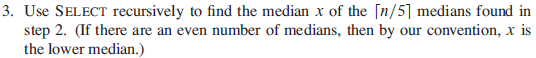 3. Use SELECT recursively to find the median x of the ⌈n/5⌉ medians found in
step 2. (If there are an even number of medians, then by our convention, x is
the lower median.)